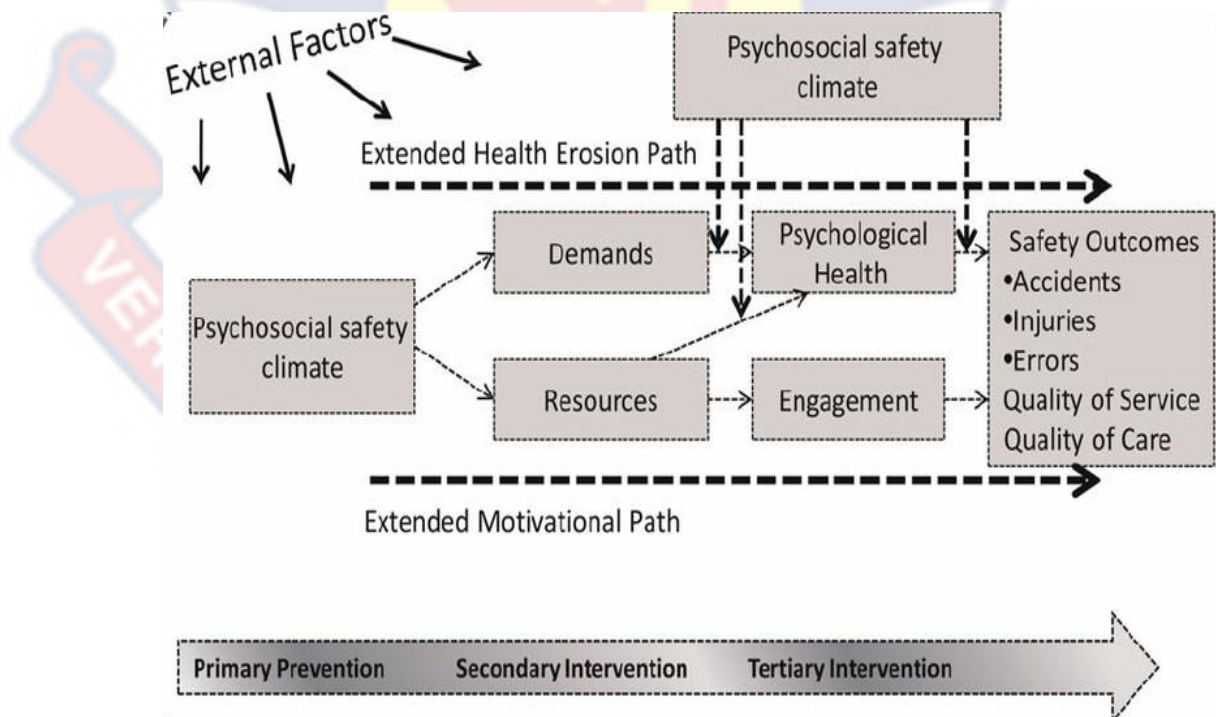 External Factors
Psychosocial safety
climate
Extended Health Erosion Path
Demands
Psychological
Health
Safety Outcomes
•Accidents
•Injuries
•Errors
Quality of Service
Quality of Care
Psychosocial safety
climate
Resources
Engagement
Extended Motivational Path
Primary Prevention
Secondary Intervention
Tertiary Intervention